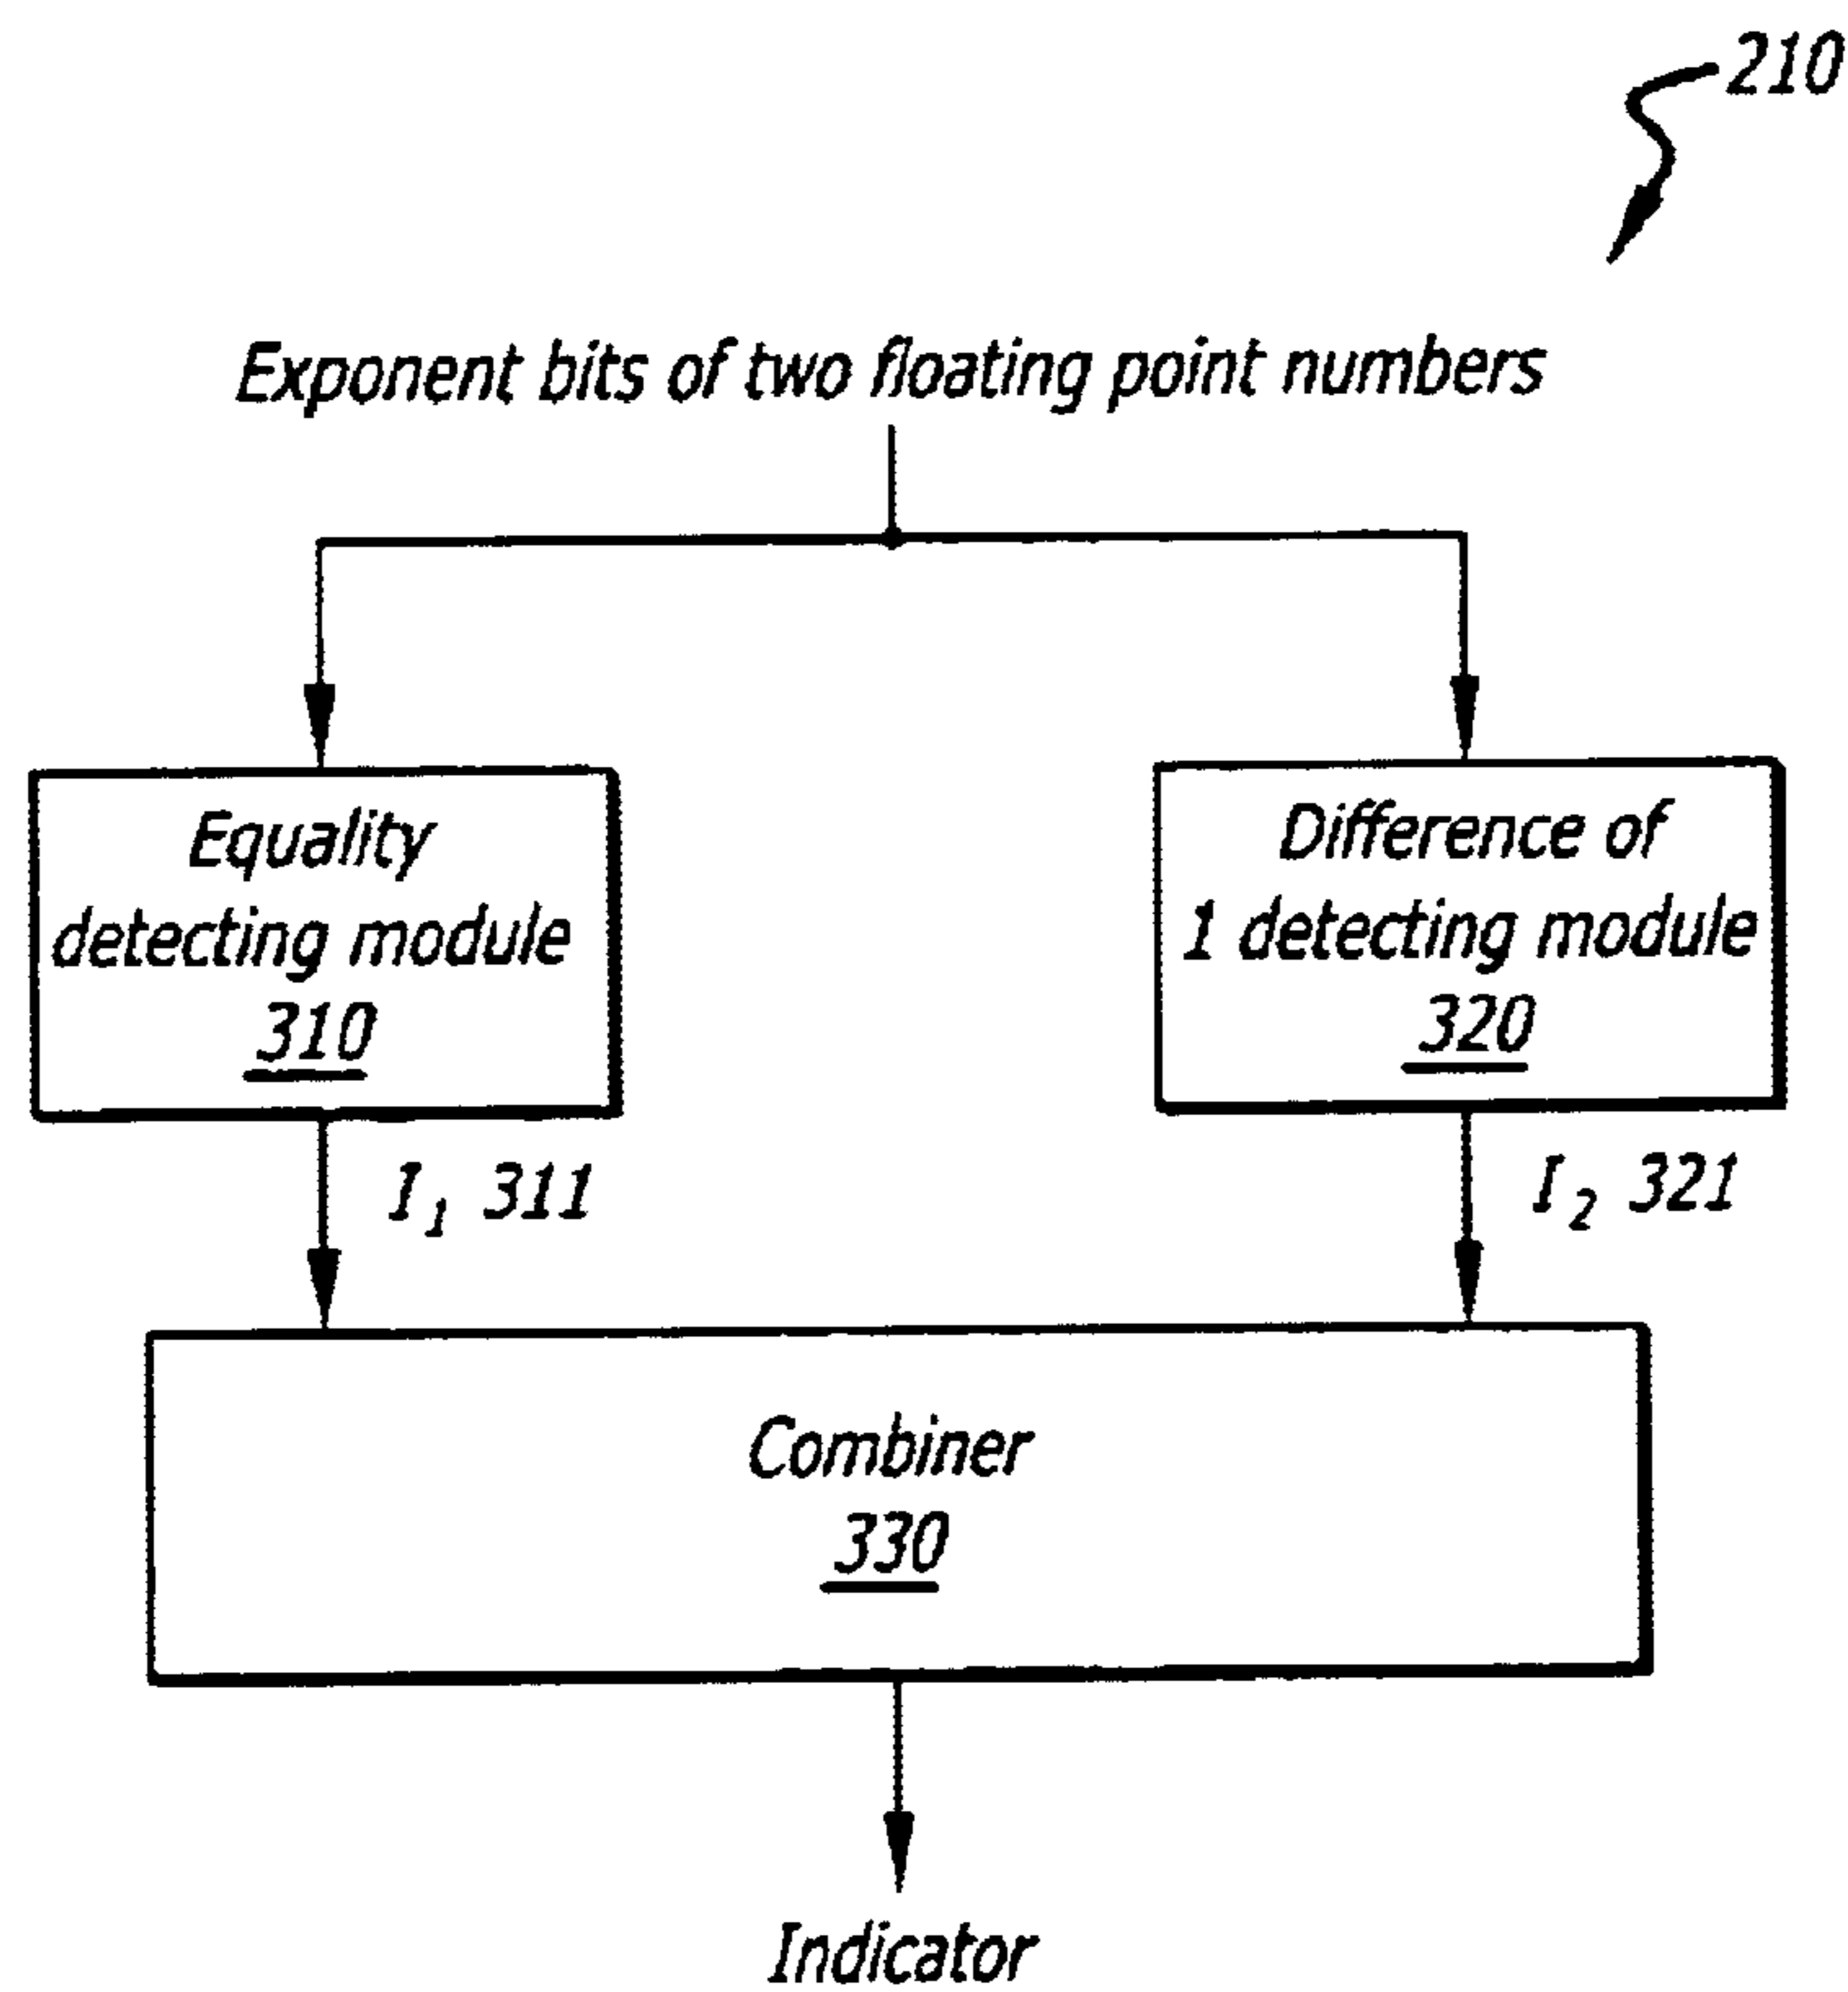 210
Exponent bits of two floating point numbers
Equality
detecting module
310
Difference of
1 detecting module
320
I₁ 311
I₂ 321
Combiner
330
Indicator